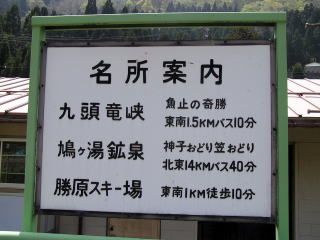 名所案内
九頭竜峡
魚止の奇勝
東南1.5KMバス10分
鳩ヶ湯鉱泉
神子おどり笠おどり
北東14KMバス40分
勝原スキー場
東南1KM徒歩10分